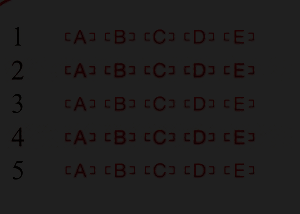 1 [A] [B] [C] [D] [E]
2 [A] [B] [C] [D] [E]
3 [A] [B] [C] [D] [E]
4 [A] [B] [C] [D] [E]
5 [A] [B] [C] [D] [E]